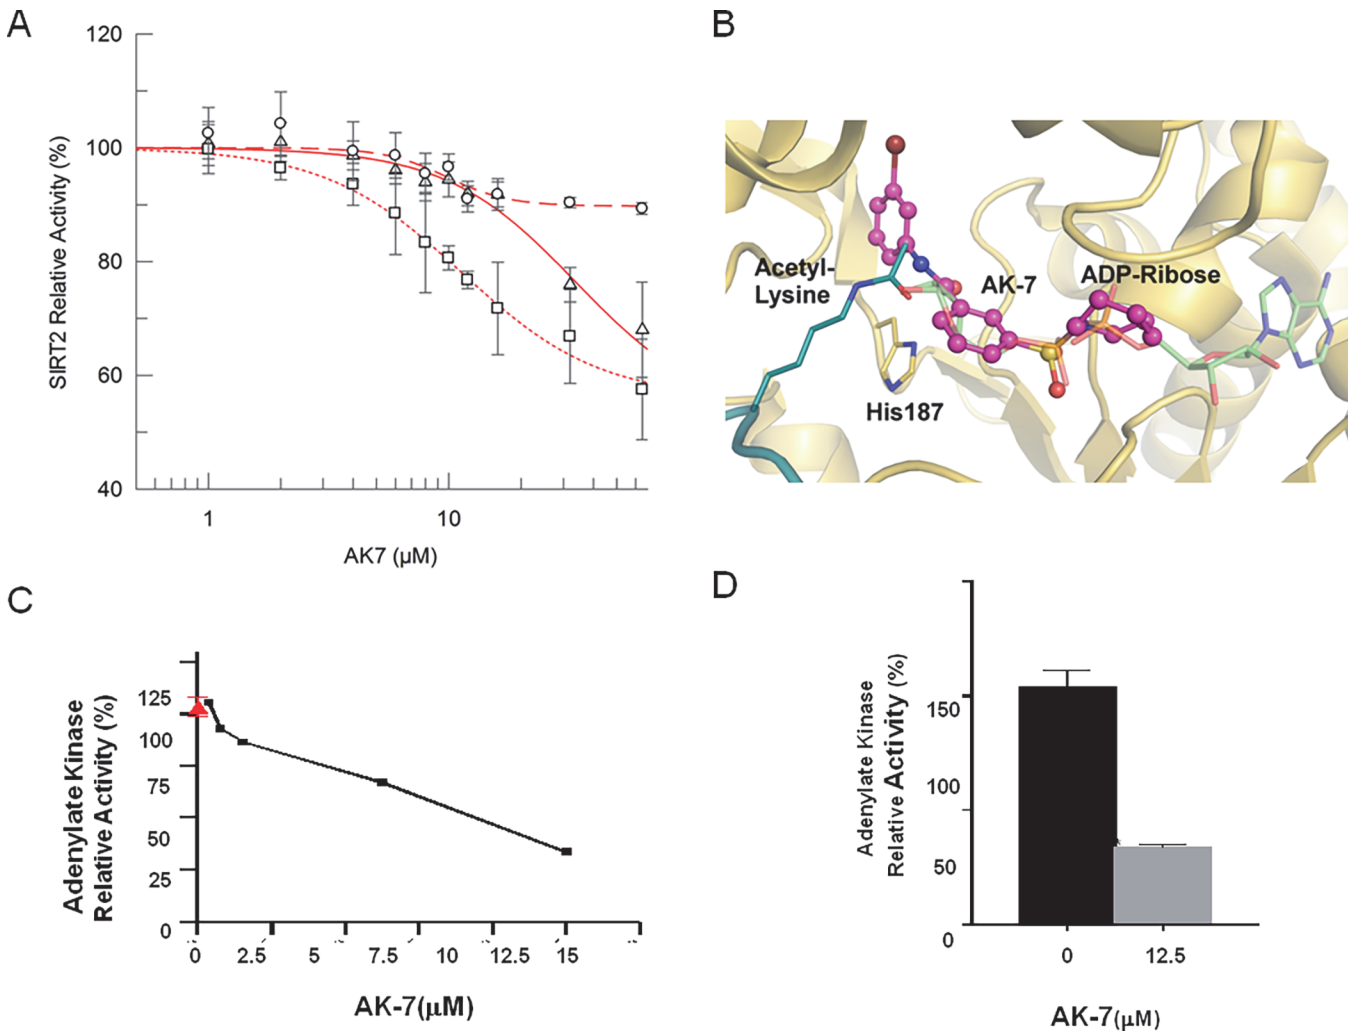 A
120
100
80
60
40
SIRT2 Relative Activity (%)
1
10
AK7 (µM)
B
Acetyl-
Lysine
AK-7
ADP-Ribose
His187
C
Adenylate Kinase
Relative Activity (%)
125
100
75
50
25
0
0 2.5 5 7.5 10 12.5 15
AK-7(µM)
D
Adenylate Kinase
Relative Activity (%)
150
100
50
0
0 12.5
AK-7(µM)